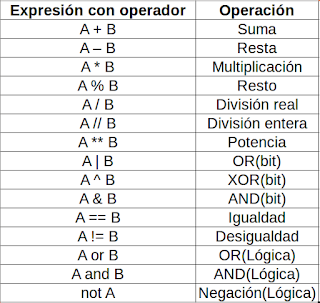 Expresión con operador Operación
A + B Suma
A – B Resta
A * B Multiplicación
A % B Resto
A / B División real
A // B División entera
A ** B Potencia
A | B OR(bit)
A ^ B XOR(bit)
A & B AND(bit)
A == B Igualdad
A != B Desigualdad
A or B OR(Lógica)
A and B AND(Lógica)
not A Negación(Lógica)